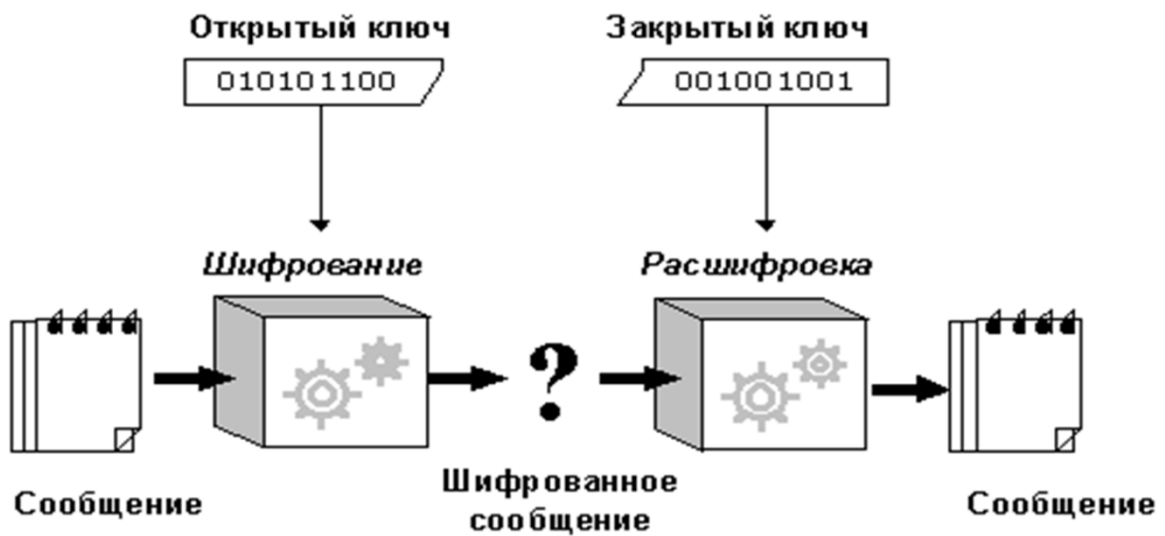 Открытый ключ
Закрытый ключ
010101100
001001001
Шифрование
Расшифровка
?
Сообщение
Шифрованное
сообщение
Сообщение